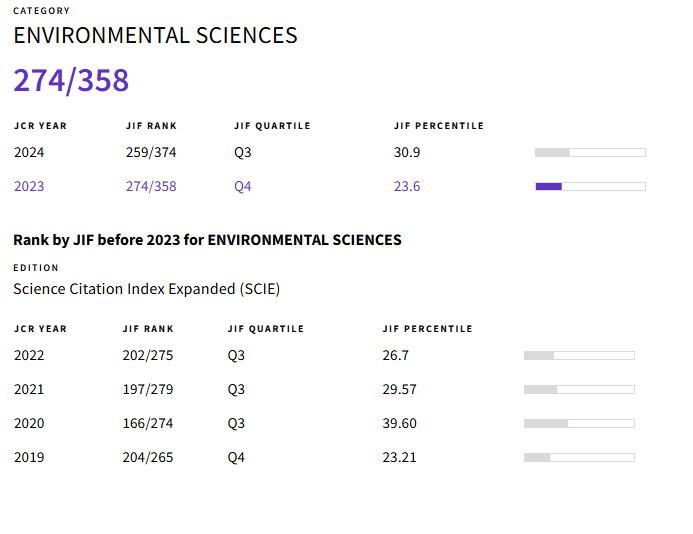 CATEGORY
ENVIRONMENTAL SCIENCES
274/358
JCR YEAR JIF RANK JIF QUARTILE JIF PERCENTILE
2024 259/374 Q3 30.9
2023 274/358 Q4 23.6
Rank by JIF before 2023 for ENVIRONMENTAL SCIENCES
EDITION
Science Citation Index Expanded (SCIE)
JCR YEAR JIF RANK JIF QUARTILE JIF PERCENTILE
2022 202/275 Q3 26.7
2021 197/279 Q3 29.57
2020 166/274 Q3 39.60
2019 204/265 Q4 23.21